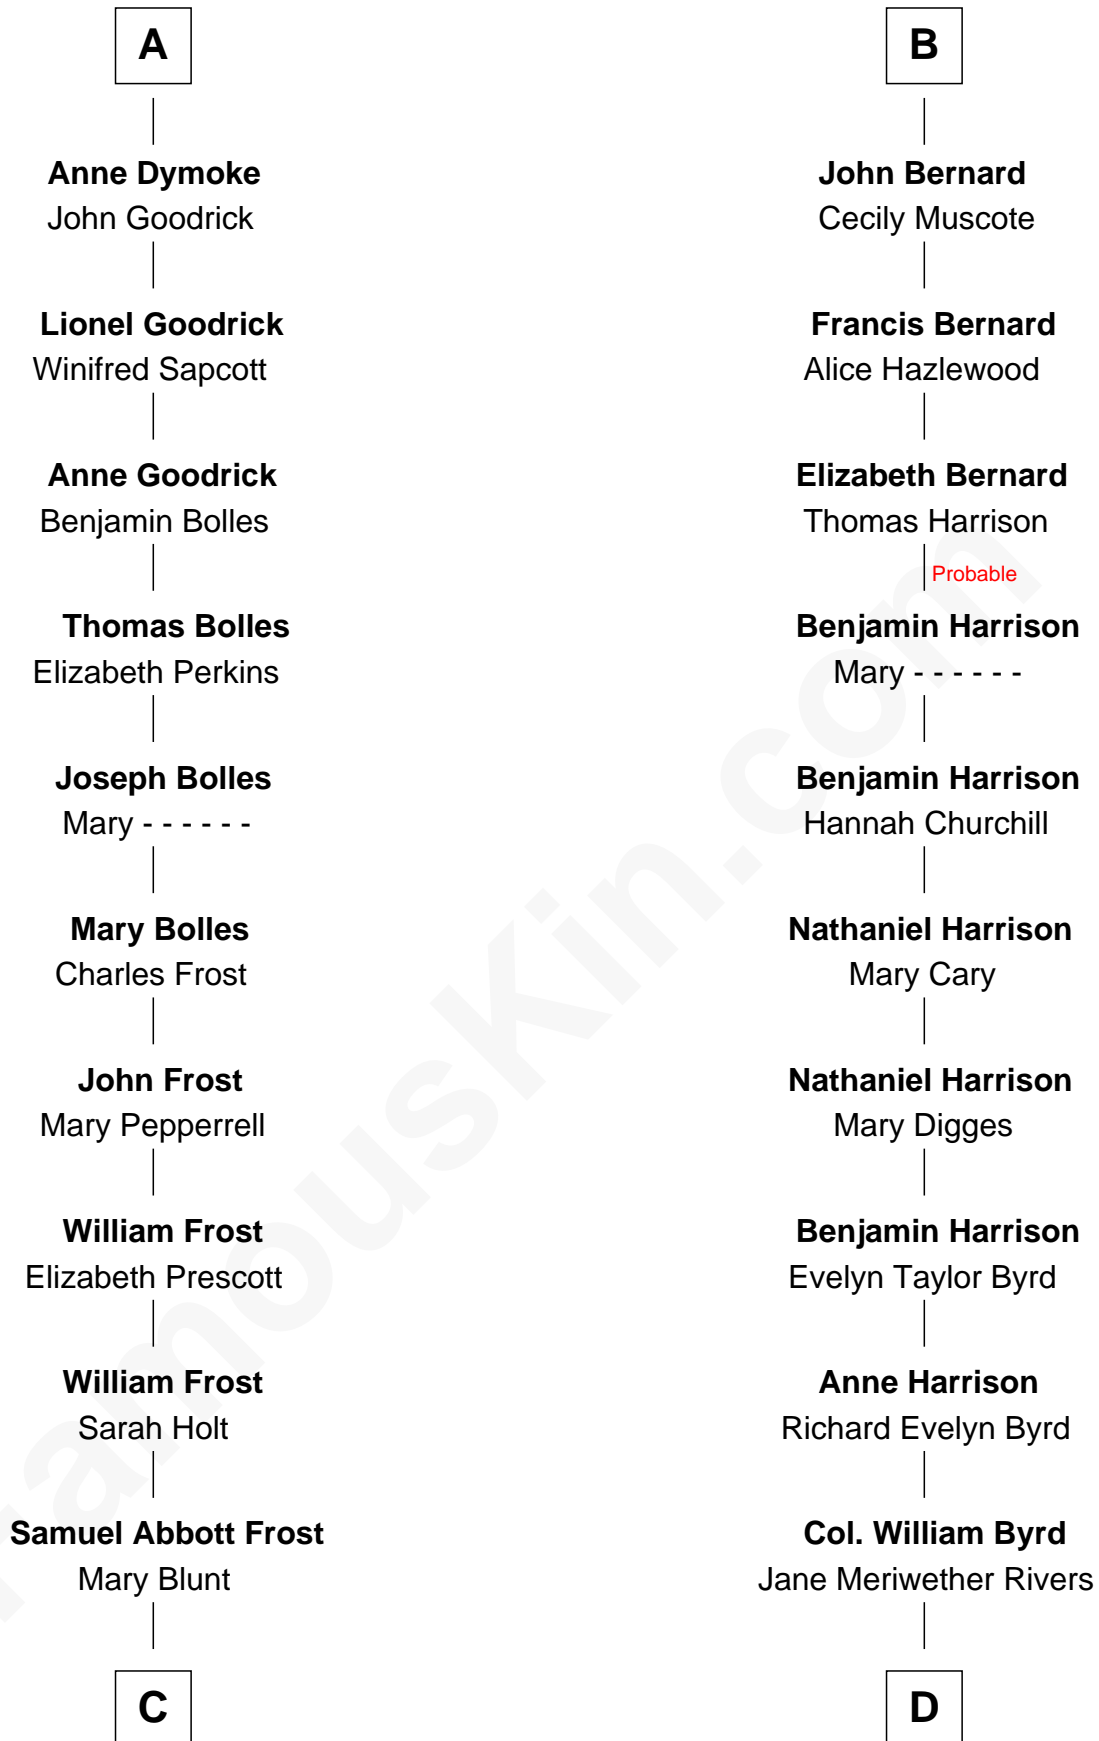 A
Anne Dymoke
John Goodrick
Lionel Goodrick
Winifred Sapcott
Anne Goodrick
Benjamin Bolles
Thomas Bolles
Elizabeth Perkins
Joseph Bolles
Mary - - - - - -
Mary Bolles
Charles Frost
John Frost
Mary Pepperrell
William Frost
Elizabeth Prescott
William Frost
Sarah Holt
Samuel Abbott Frost
Mary Blunt
C
B
John Bernard
Cecily Muscote
Francis Bernard
Alice Hazlewood
Elizabeth Bernard
Thomas Harrison
Probable
Benjamin Harrison
Mary - - - - - -
Benjamin Harrison
Hannah Churchill
Nathaniel Harrison
Mary Cary
Nathaniel Harrison
Mary Digges
Benjamin Harrison
Evelyn Taylor Byrd
Anne Harrison
Richard Evelyn Byrd
Col. William Byrd
Jane Meriwether Rivers
D
FamousKin.com